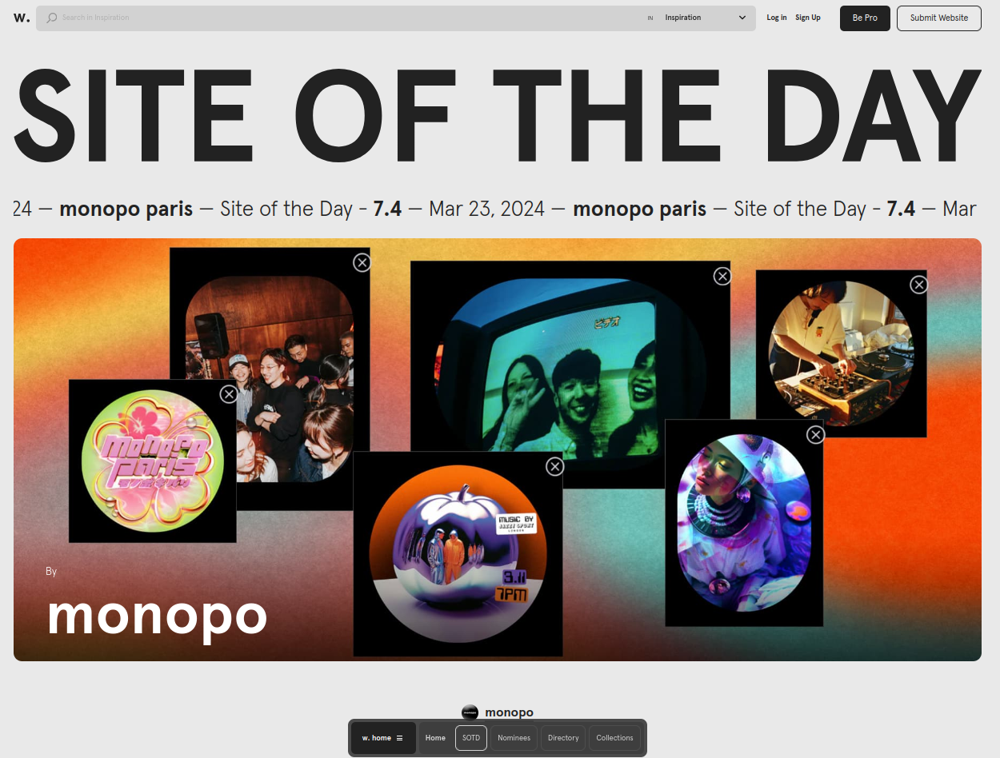 w.
Search in Inspiration
IN
Inspiration
Log in
Sign Up
Be Pro
Submit Website
SITE OF THE DAY
24 — monopo paris — Site of the Day - 7.4 — Mar 23, 2024 — monopo paris — Site of the Day - 7.4 — Mar
ビデオ
monopo
paris
MUSIC BY
JAZZY SPORT
LONDON
3.11
7PM
By
monopo
monopo
w. home
Home
SOTD
Nominees
Directory
Collections